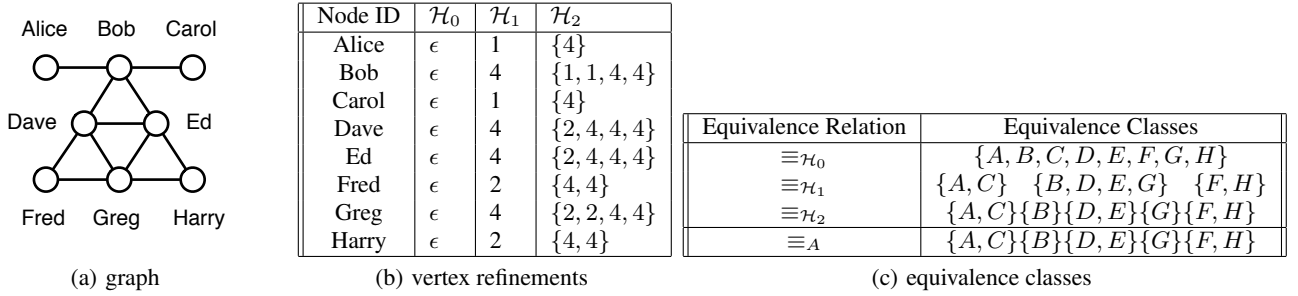 Alice Bob Carol
Dave Ed
Fred Greg Harry
(a) graph
Node ID ℋ₀ ℋ₁ ℋ₂
Alice ϵ 1 {4}
Bob ϵ 4 {1, 1, 4, 4}
Carol ϵ 1 {4}
Dave ϵ 4 {2, 4, 4, 4}
Ed ϵ 4 {2, 4, 4, 4}
Fred ϵ 2 {4, 4}
Greg ϵ 4 {2, 2, 4, 4}
Harry ϵ 2 {4, 4}
(b) vertex refinements
Equivalence Relation Equivalence Classes
≡ℋ₀ {A, B, C, D, E, F, G, H}
≡ℋ₁ {A, C} {B, D, E, G} {F, H}
≡ℋ₂ {A, C}{B}{D, E}{G}{F, H}
≡A {A, C}{B}{D, E}{G}{F, H}
(c) equivalence classes